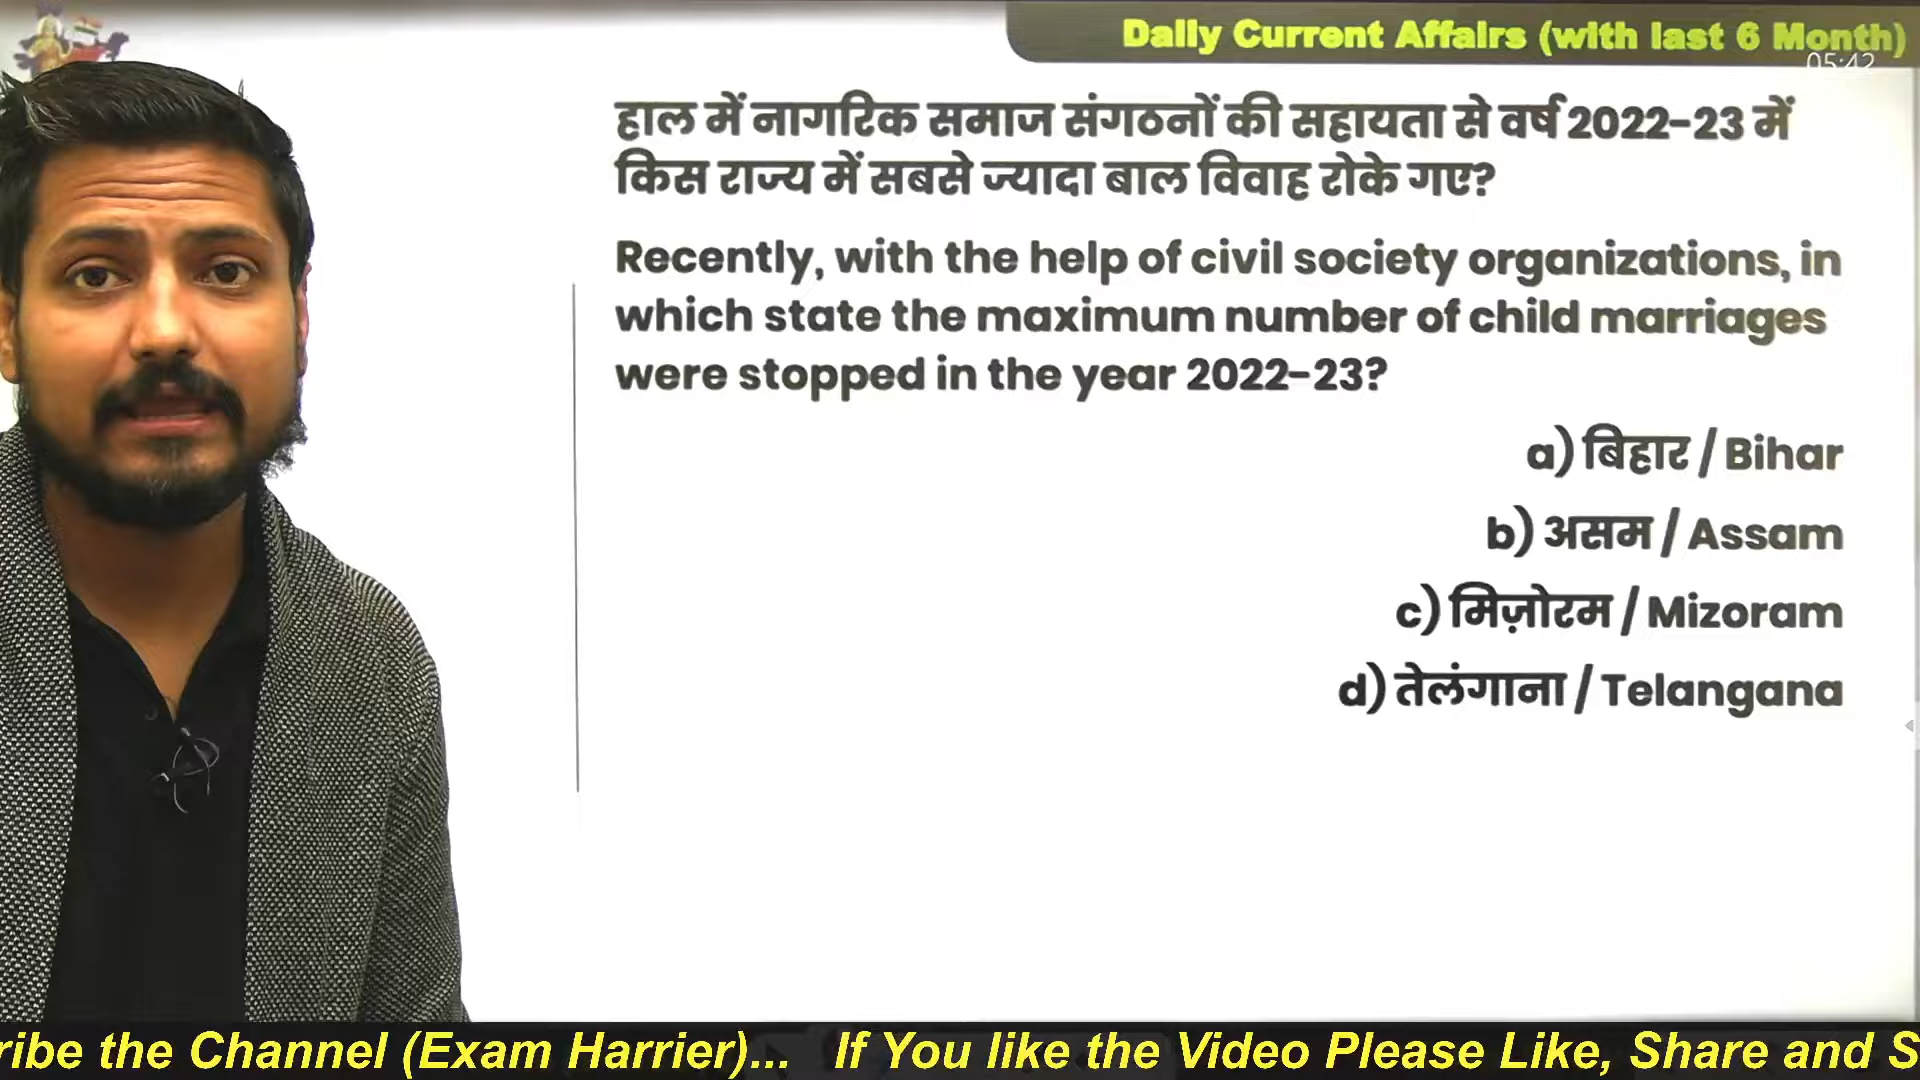 Daily Current Affairs (with last 6 Month)
05:42
हाल में नागरिक समाज संगठनों की सहायता से वर्ष 2022-23 में
किस राज्य में सबसे ज्यादा बाल विवाह रोके गए?
Recently, with the help of civil society organizations, in
which state the maximum number of child marriages
were stopped in the year 2022-23?
a) बिहार / Bihar
b) असम / Assam
c) मिज़ोरम / Mizoram
d) तेलंगाना / Telangana
ribe the Channel (Exam Harrier)... If You like the Video Please Like, Share and S